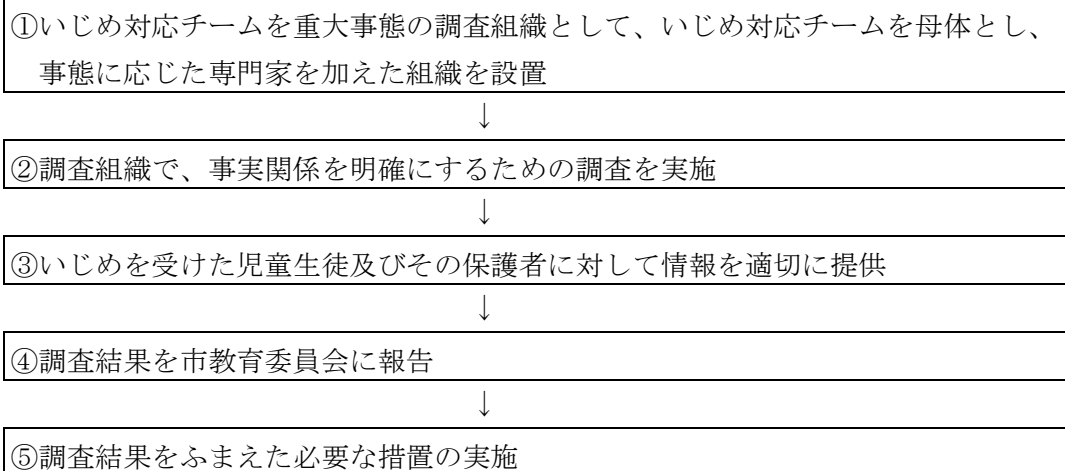 ①いじめ対応チームを重大事態の調査組織として、いじめ対応チームを母体とし、
事態に応じた専門家を加えた組織を設置
↓
②調査組織で、事実関係を明確にするための調査を実施
↓
③いじめを受けた児童生徒及びその保護者に対して情報を適切に提供
↓
④調査結果を市教育委員会に報告
↓
⑤調査結果をふまえた必要な措置の実施